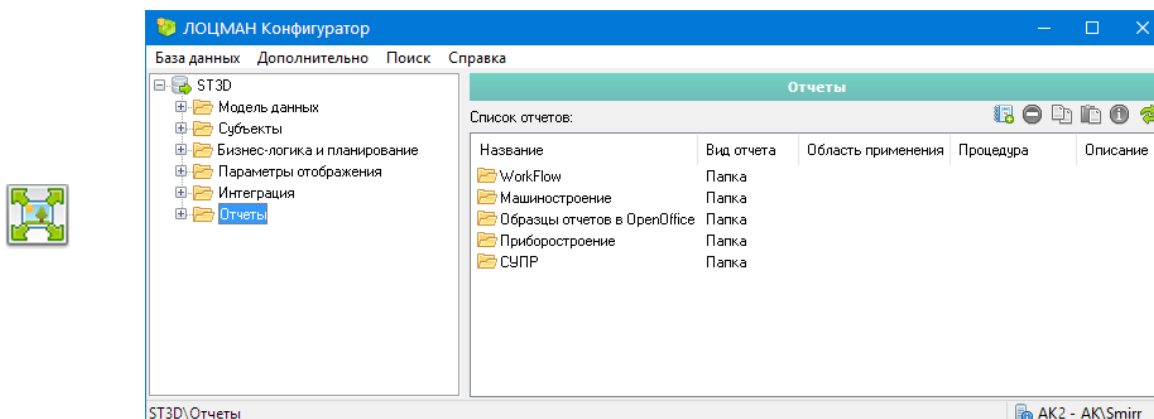 ЛОЦМАН Конфигуратор
База данных Дополнительно Поиск Справка
ST3D
Модель данных
Субъекты
Бизнес-логика и планирование
Параметры отображения
Интеграция
Отчеты
Отчеты
Список отчетов:
Название Вид отчета Область применения Процедура Описание
WorkFlow Папка
Машиностроение Папка
Образцы отчетов в OpenOffice Папка
Приборостроение Папка
СУПР Папка
ST3D\Отчеты AK2 - AK\Smirr